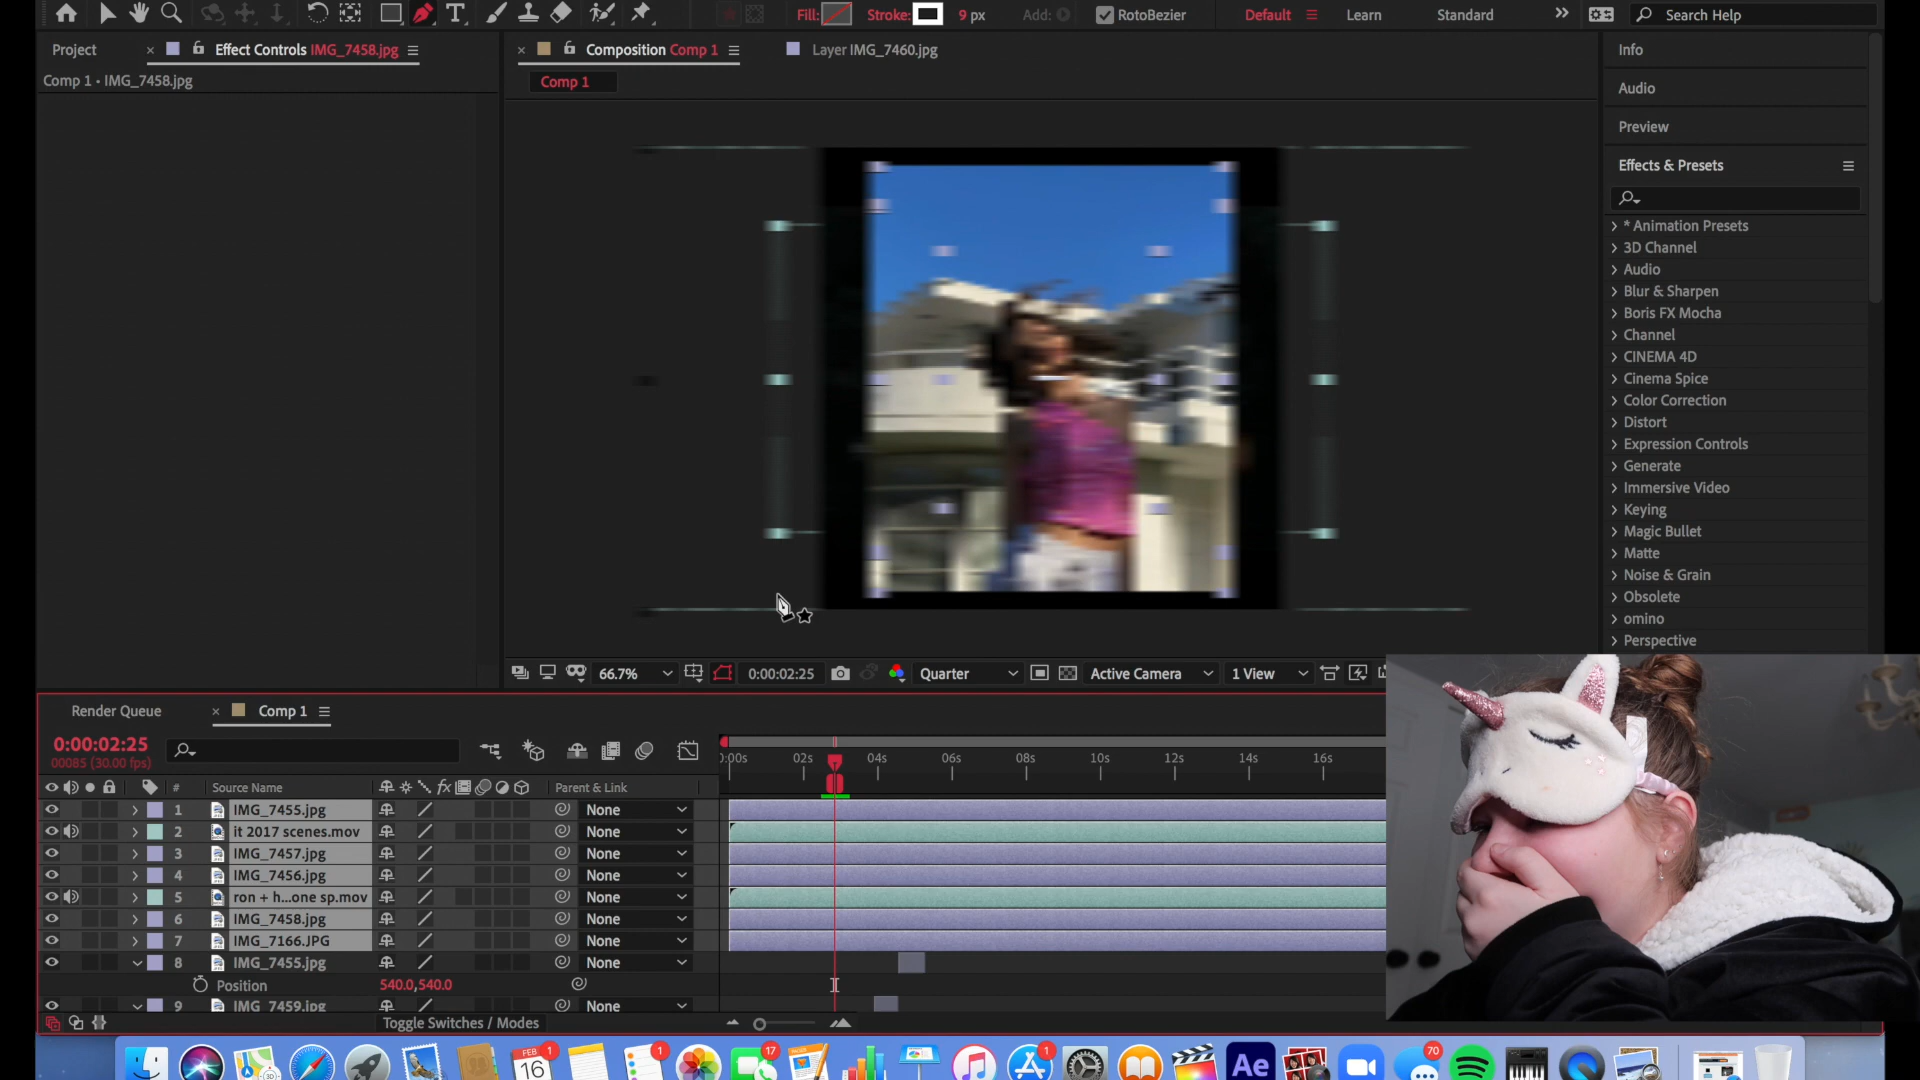 Fill: Stroke: 9 px Add: RotoBezier Default Learn Standard Search Help
Project Effect Controls IMG_7458.jpg Composition Comp 1 Layer IMG_7460.jpg
Comp 1 • IMG_7458.jpg
Comp 1
Info
Audio
Preview
Effects & Presets
* Animation Presets
3D Channel
Audio
Blur & Sharpen
Boris FX Mocha
Channel
CINEMA 4D
Cinema Spice
Color Correction
Distort
Expression Controls
Generate
Immersive Video
Keying
Magic Bullet
Matte
Noise & Grain
Obsolete
omino
Perspective
66.7% 0:00:02:25 Quarter Active Camera 1 View
Render Queue Comp 1
0:00:02:25
00085 (30.00 fps)
0:00s 02s 04s 06s 08s 10s 12s 14s 16s
# Source Name fx Parent & Link
1 IMG_7455.jpg None
2 it 2017 scenes.mov None
3 IMG_7457.jpg None
4 IMG_7456.jpg None
5 ron + h...one sp.mov None
6 IMG_7458.jpg None
7 IMG_7166.JPG None
8 IMG_7455.jpg None
Position 540.0,540.0
9 IMG_7459.jpg None
Toggle Switches / Modes
FEB
16
1
1
17
1
Ae
70